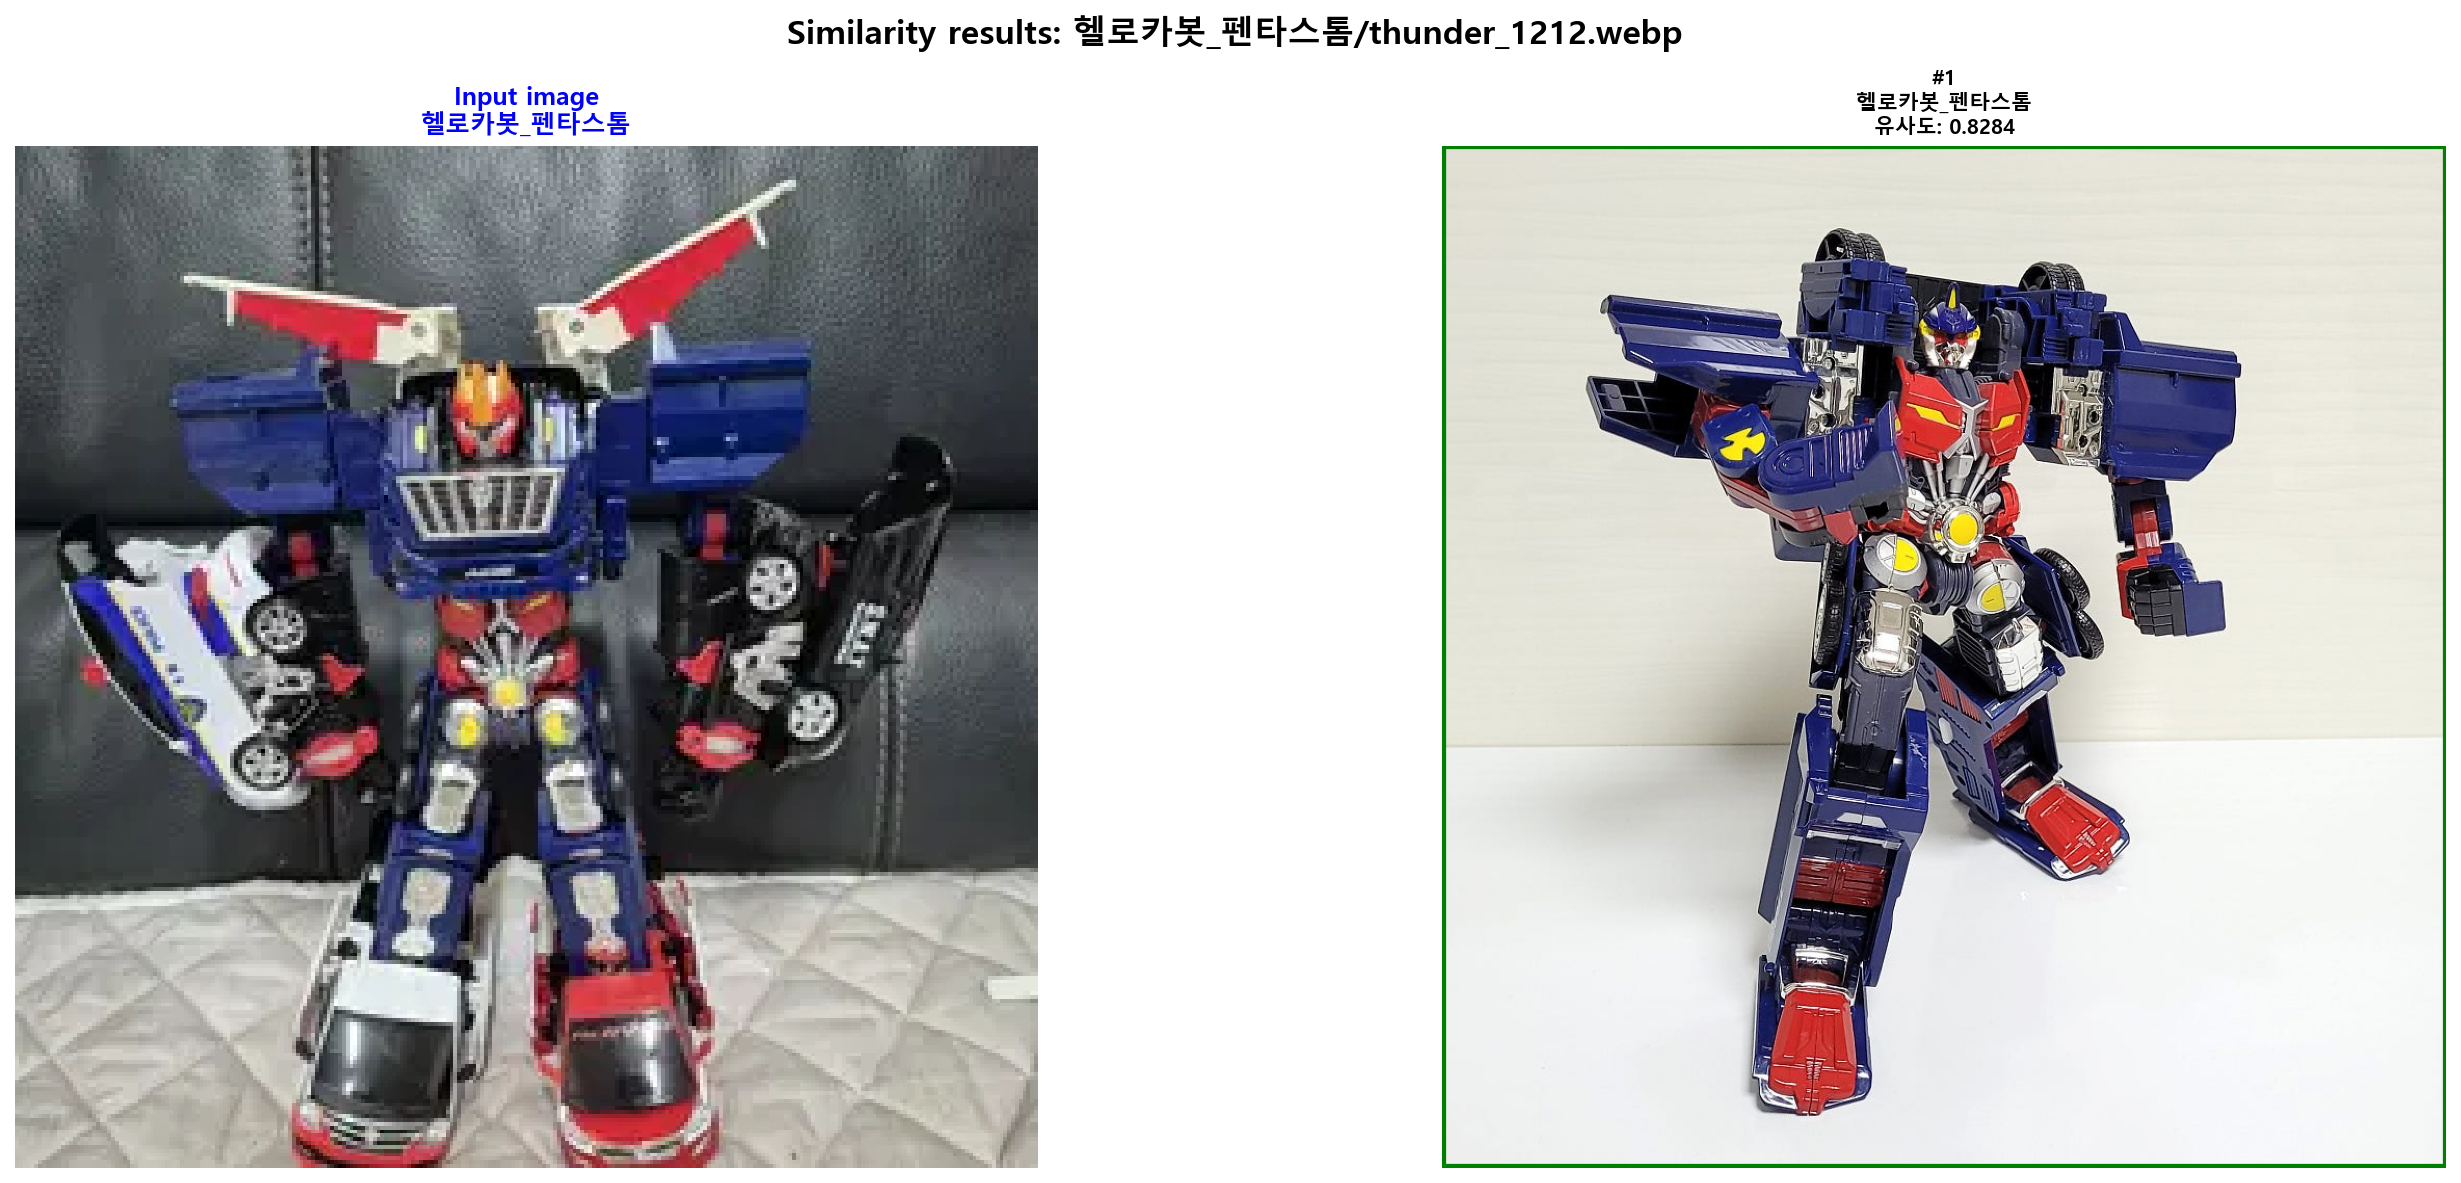 Similarity results: 헬로카봇_펜타스톰/thunder_1212.webp
Input image
헬로카봇_펜타스톰
#1
헬로카봇_펜타스톰
유사도: 0.8284